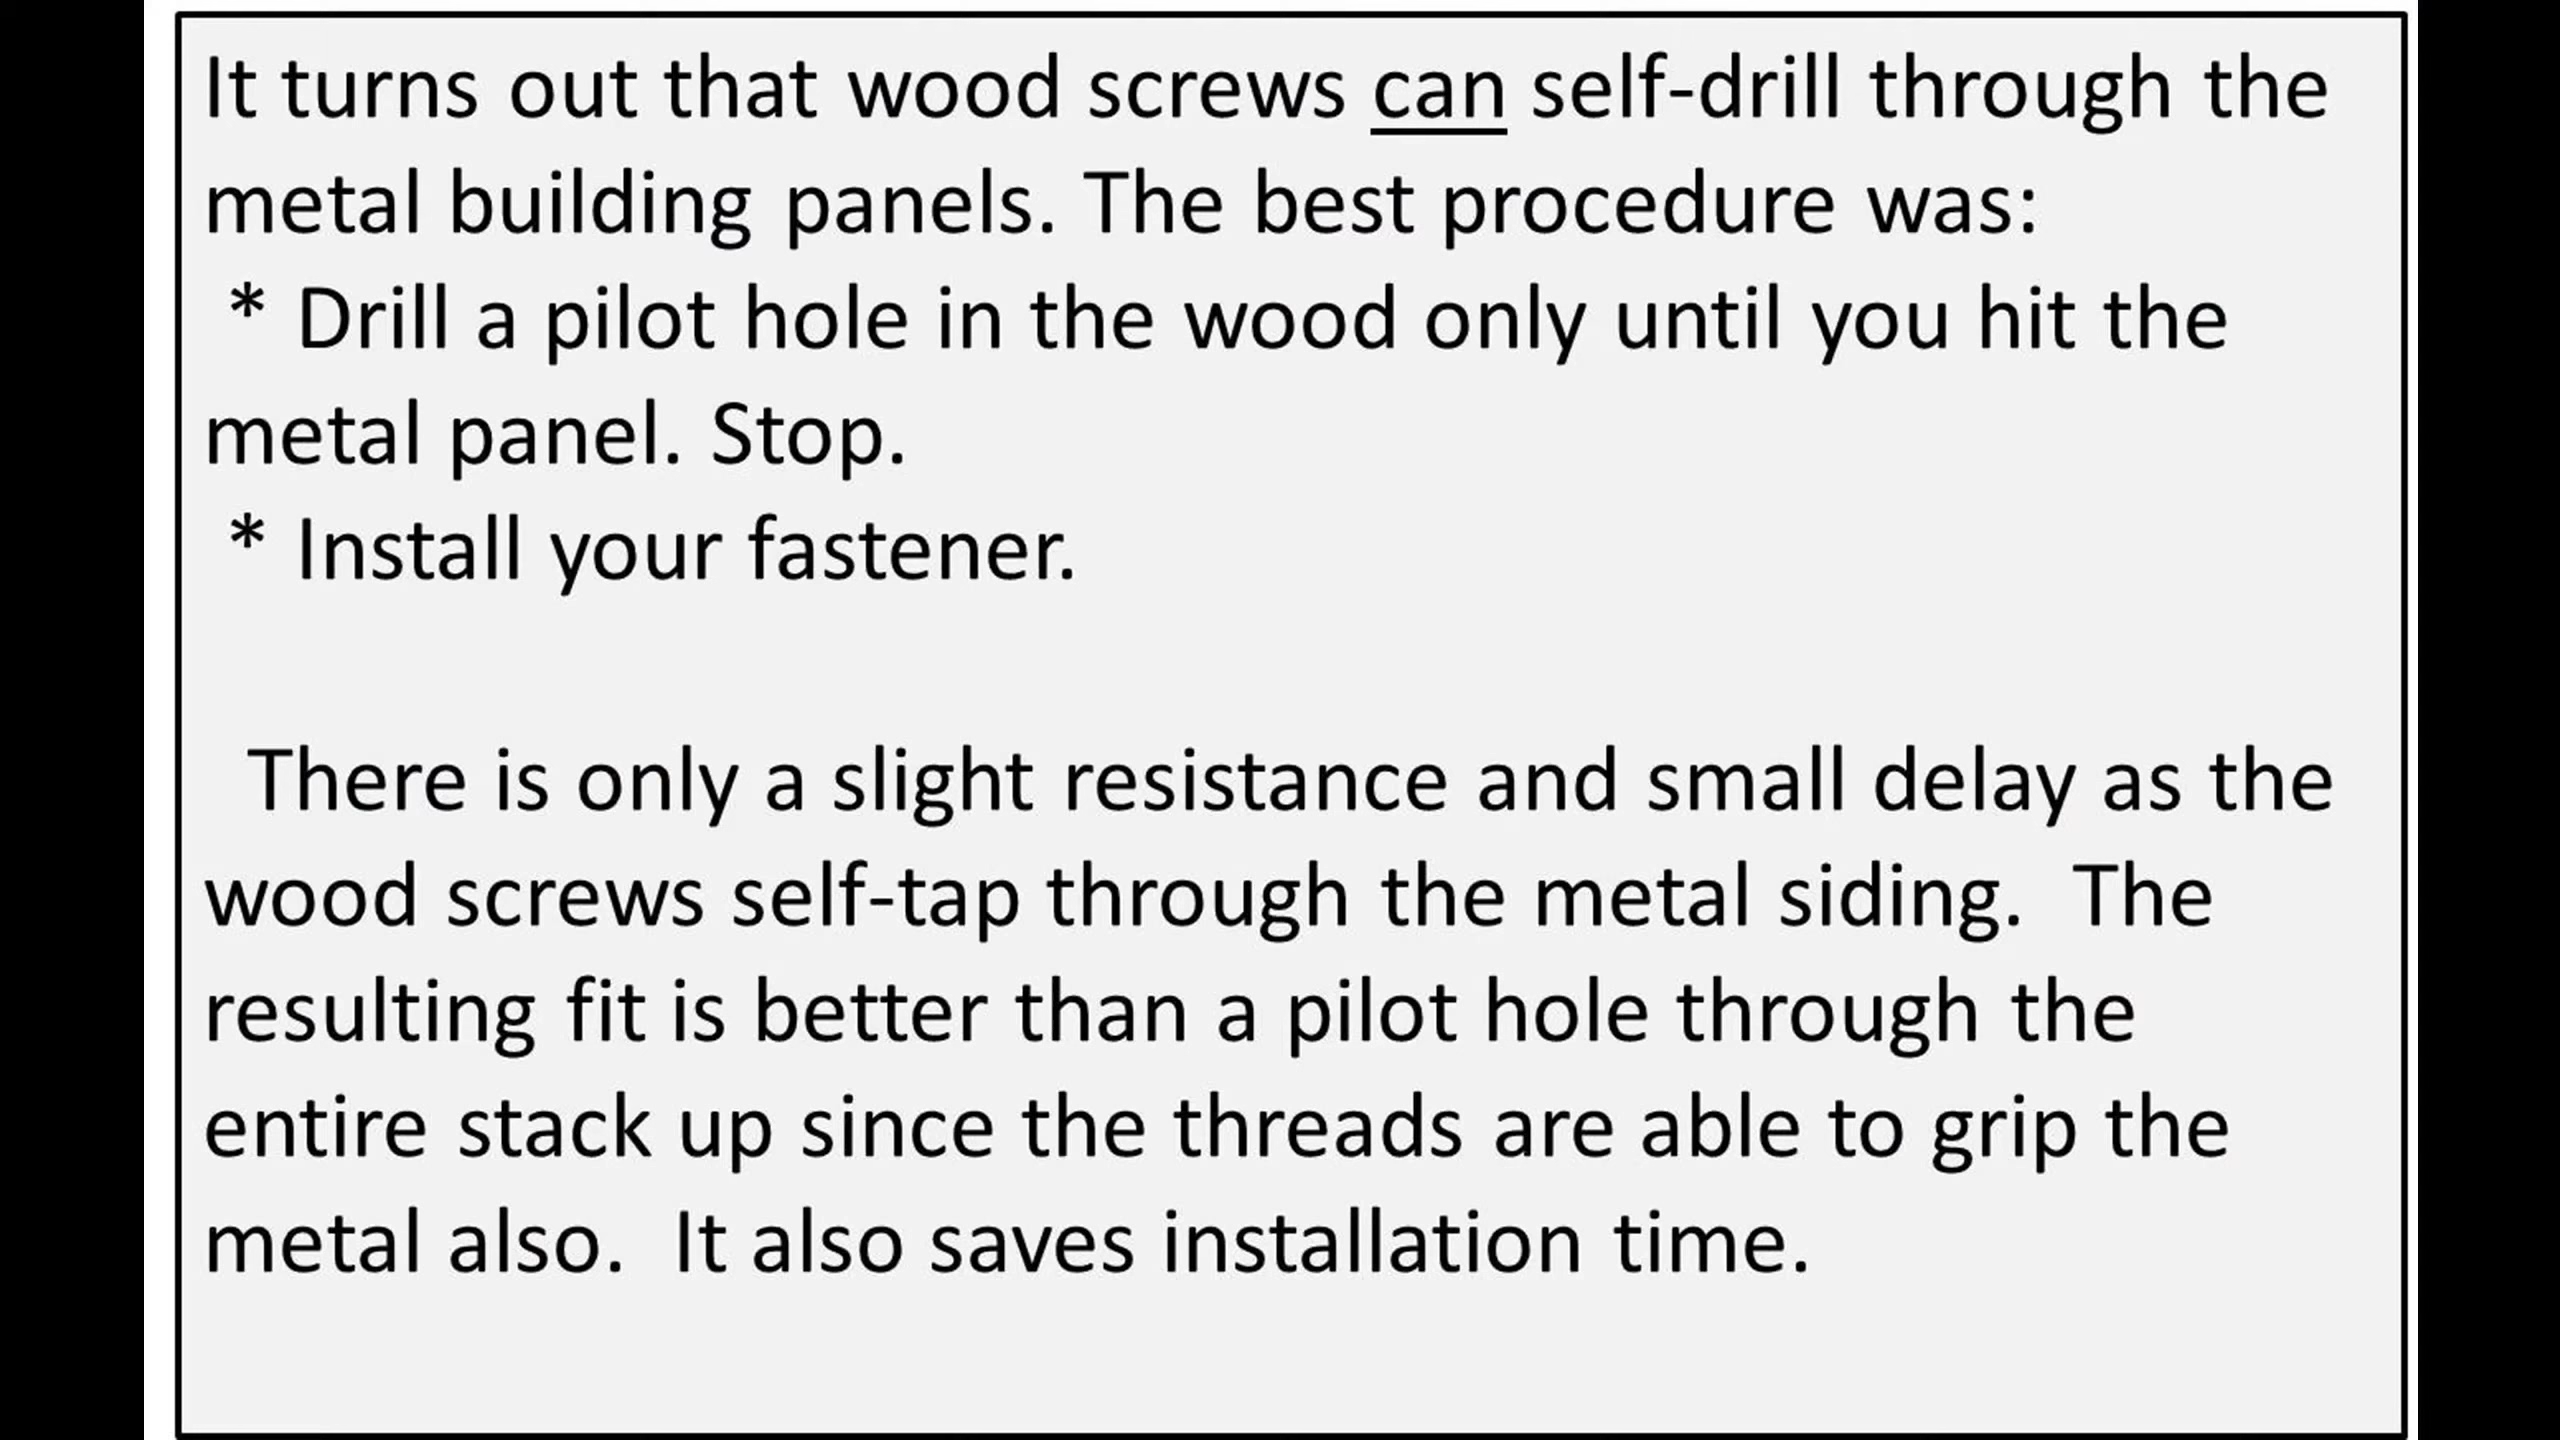 It turns out that wood screws can self-drill through the
metal building panels. The best procedure was:
* Drill a pilot hole in the wood only until you hit the
metal panel. Stop.
* Install your fastener.
There is only a slight resistance and small delay as the
wood screws self-tap through the metal siding. The
resulting fit is better than a pilot hole through the
entire stack up since the threads are able to grip the
metal also. It also saves installation time.